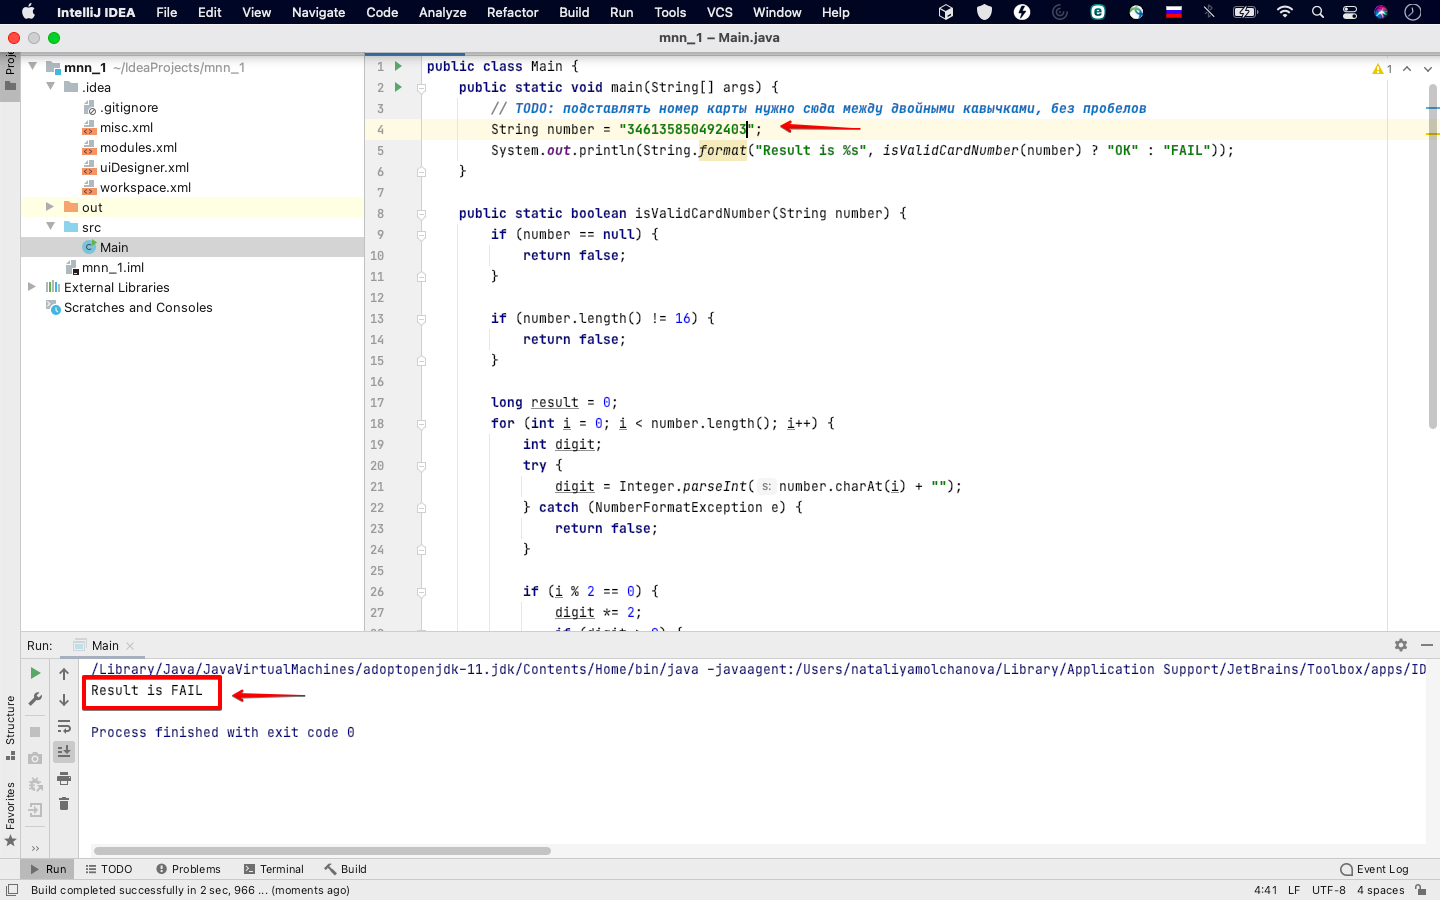 IntelliJ IDEA File Edit View Navigate Code Analyze Refactor Build Run Tools VCS Window Help
mnn_1 – Main.java
mnn_1 ~/IdeaProjects/mnn_1
.idea
.gitignore
misc.xml
modules.xml
uiDesigner.xml
workspace.xml
out
src
Main
mnn_1.iml
External Libraries
Scratches and Consoles
Structure
Favorites
1
1 public class Main {
2 public static void main(String[] args) {
3 // TODO: подставлять номер карты нужно сюда между двойными кавычками, без пробелов
4 String number = "346135850492403";
5 System.out.println(String.format("Result is %s", isValidCardNumber(number) ? "OK" : "FAIL"));
6 }
7
8 public static boolean isValidCardNumber(String number) {
9 if (number == null) {
10 return false;
11 }
12
13 if (number.length() != 16) {
14 return false;
15 }
16
17 long result = 0;
18 for (int i = 0; i < number.length(); i++) {
19 int digit;
20 try {
21 digit = Integer.parseInt( s: number.charAt(i) + "");
22 } catch (NumberFormatException e) {
23 return false;
24 }
25
26 if (i % 2 == 0) {
27 digit *= 2;
Run: Main
/Library/Java/JavaVirtualMachines/adoptopenjdk-11.jdk/Contents/Home/bin/java -javaagent:/Users/nataliyamolchanova/Library/Application Support/JetBrains/Toolbox/apps/ID
Result is FAIL
Process finished with exit code 0
Run TODO Problems Terminal Build Event Log
Build completed successfully in 2 sec, 966 ... (moments ago) 4:41 LF UTF-8 4 spaces